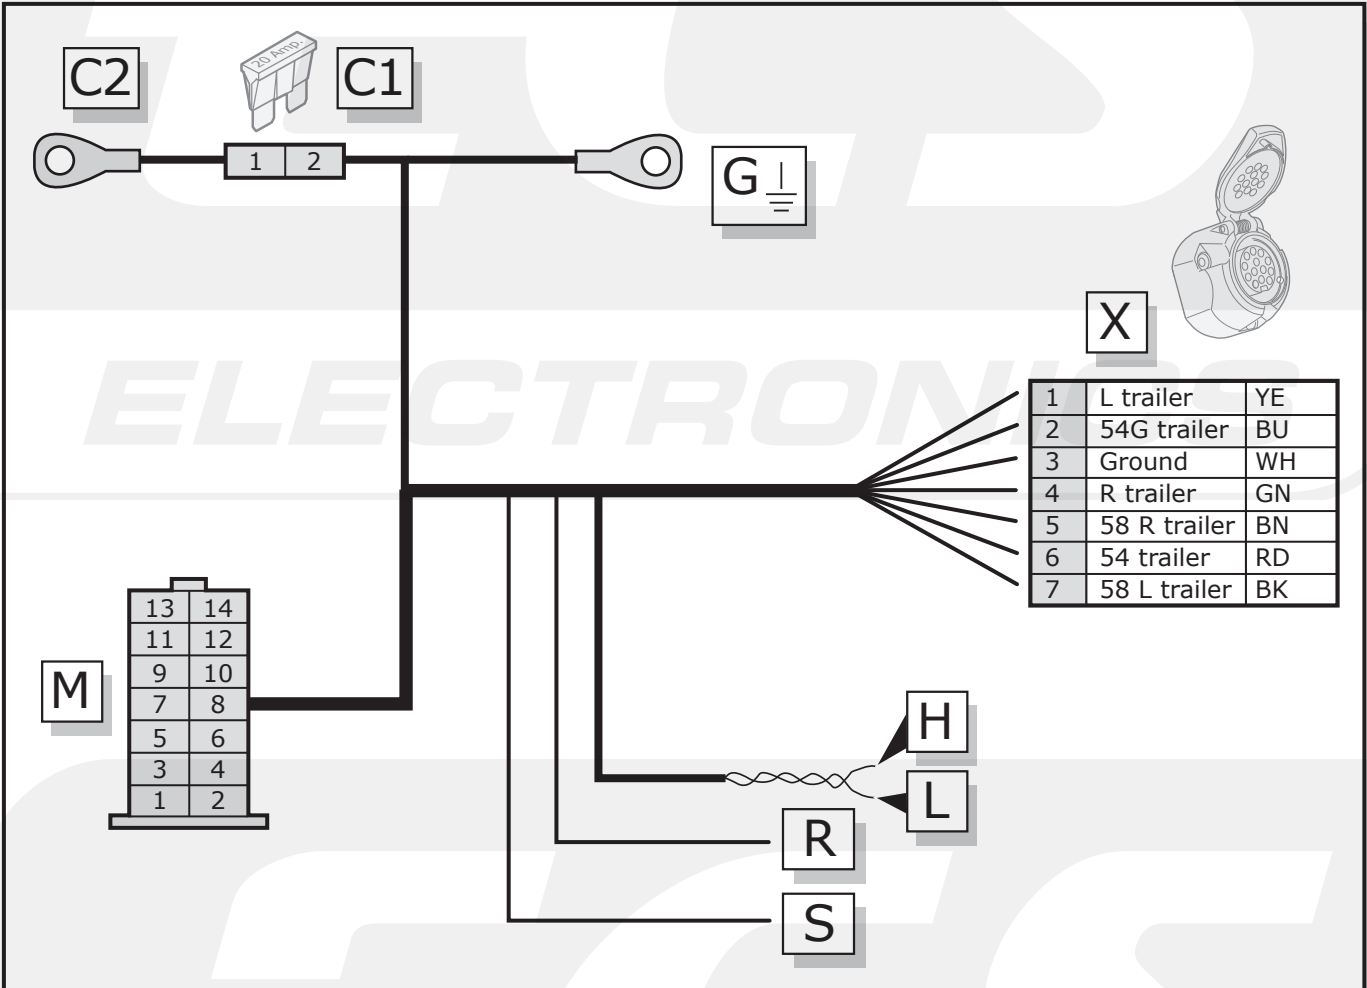 C2
20 Amp.
C1
1 2
G
X
ELECTRONICS
1 L trailer YE
2 54G trailer BU
3 Ground WH
4 R trailer GN
5 58 R trailer BN
6 54 trailer RD
7 58 L trailer BK
M
13 14
11 12
9 10
7 8
5 6
3 4
1 2
H
L
R
S